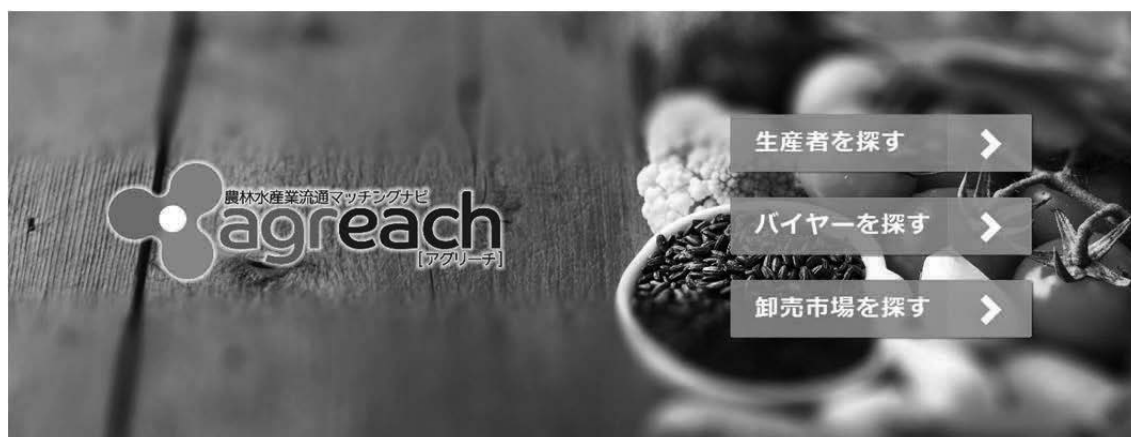 農林水産業流通マッチングナビ
agreach
[アグリーチ]
生産者を探す
バイヤーを探す
卸売市場を探す